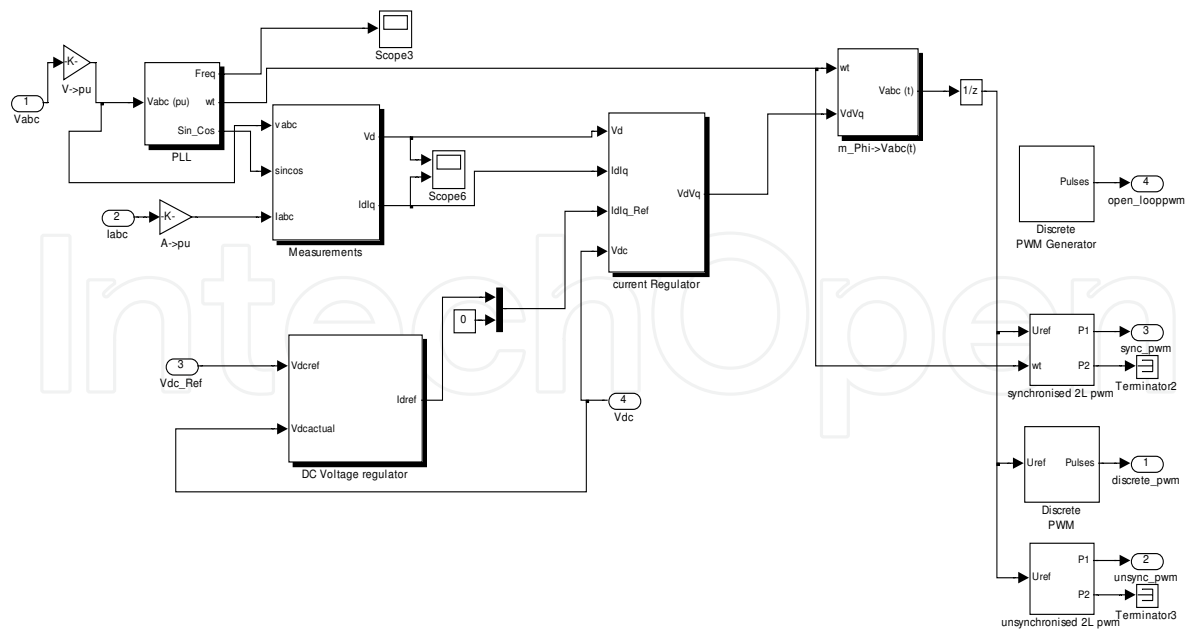 Scope3
-K-
V->pu
1
Vabc
Vabc (pu)
Freq
wt
Sin_Cos
PLL
vabc
sincos
Iabc
Vd
IdIq
Measurements
Scope6
2
Iabc
-K-
A->pu
Vd
IdIq
IdIq_Ref
Vdc
VdVq
current Regulator
wt
VdVq
Vabc (t)
m_Phi->Vabc(t)
1/z
Pulses
Discrete
PWM Generator
4
open_looppwm
0
3
Vdc_Ref
Vdcref
Vdcactual
Idref
DC Voltage regulator
4
Vdc
Uref
wt
P1
P2
synchronised 2L pwm
3
sync_pwm
Terminator2
Uref
Pulses
Discrete
PWM
1
discrete_pwm
Uref
P1
P2
unsynchronised 2L pwm
2
unsync_pwm
Terminator3
IntechOpen